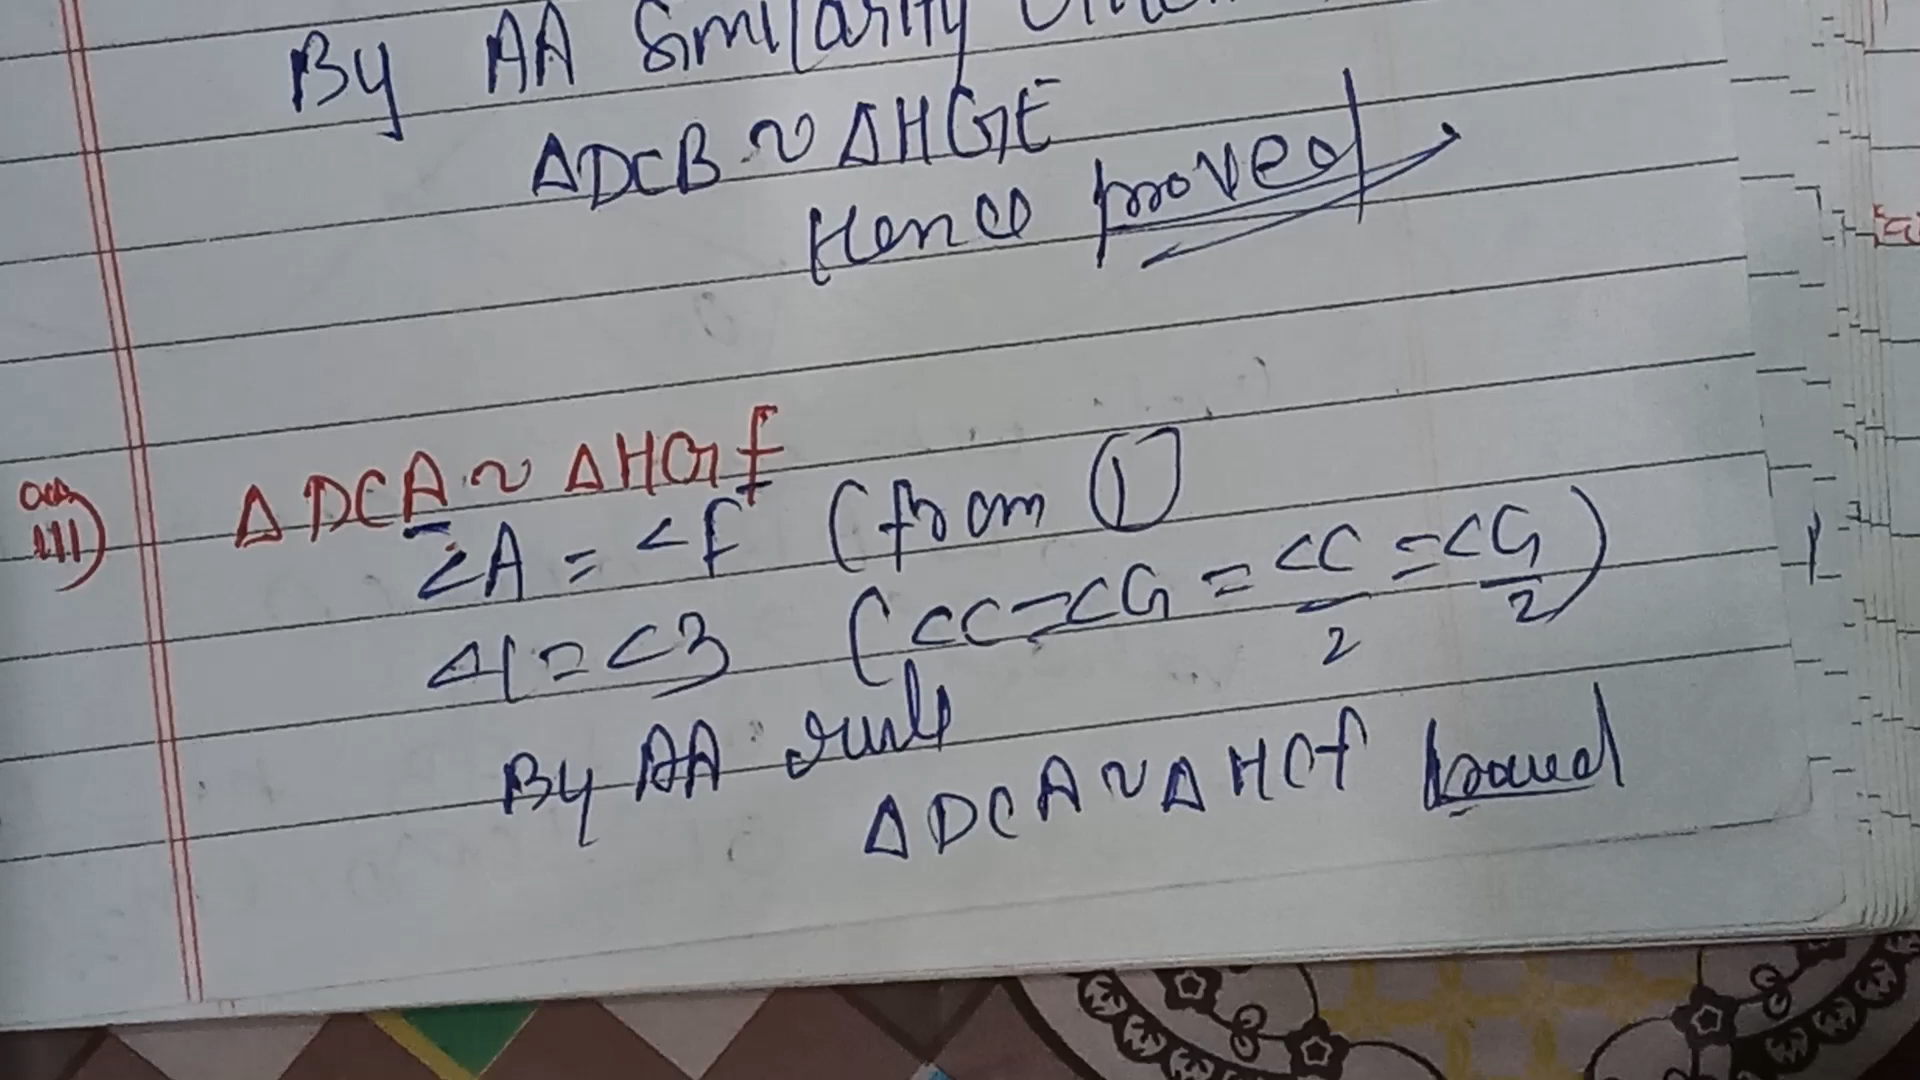 By AA Similarity
ΔDCB ~ ΔHGE
Hence proved
ans
iii) ΔDCA ~ ΔHGF
∠A = ∠F (from ①
∠1 = ∠3 (∠C=∠G = ∠C/2 = ∠G/2)
By AA rule
ΔDCA ~ ΔHGf proved